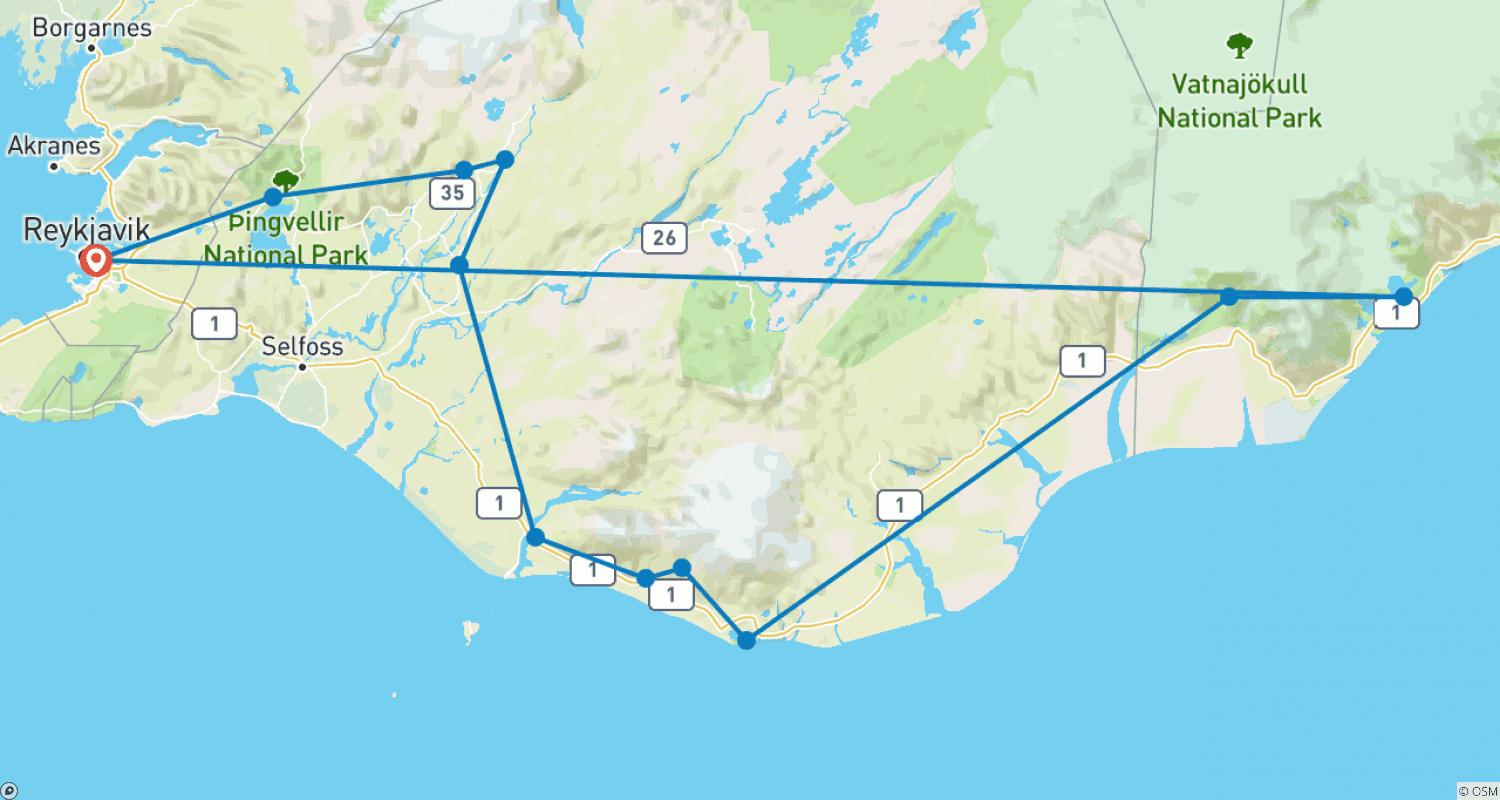 Borgarnes
Vatnajökull
National Park
Akranes
35
Reykjavik
Þingvellir
National Park
26
1
1
Selfoss
1
1
1
1
1
© OSM